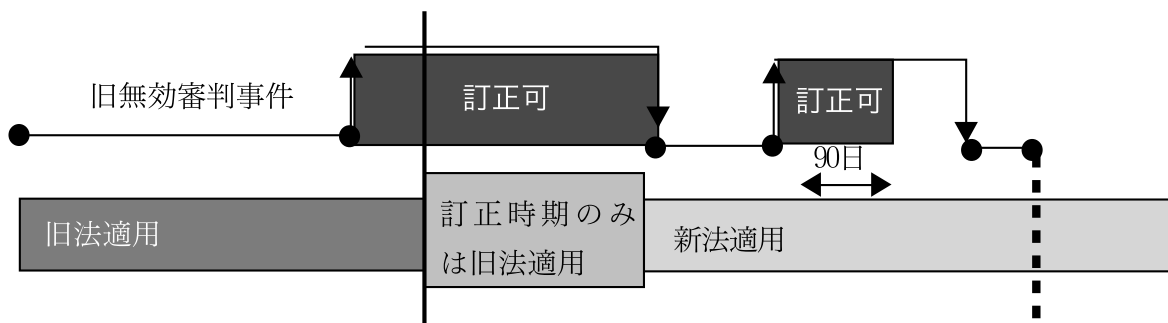 旧無効審判事件
訂正可
訂正可
90日
旧法適用
訂正時期のみ
は旧法適用
新法適用